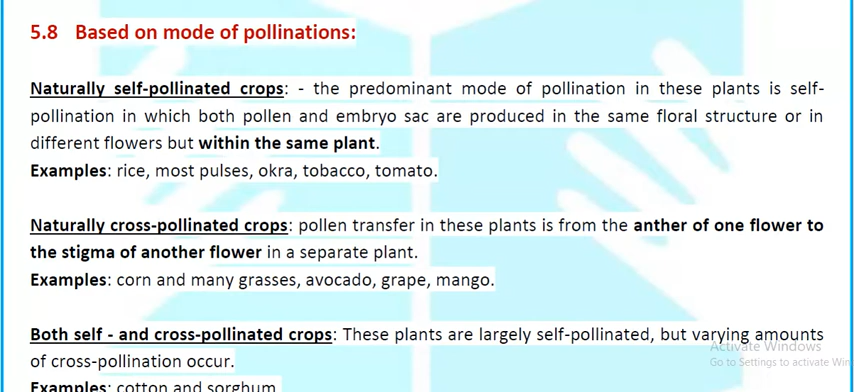 5.8 Based on mode of pollinations:
Naturally self-pollinated crops: - the predominant mode of pollination in these plants is self-
pollination in which both pollen and embryo sac are produced in the same floral structure or in
different flowers but within the same plant.
Examples: rice, most pulses, okra, tobacco, tomato.
Naturally cross-pollinated crops: pollen transfer in these plants is from the anther of one flower to
the stigma of another flower in a separate plant.
Examples: corn and many grasses, avocado, grape, mango.
Both self - and cross-pollinated crops: These plants are largely self-pollinated, but varying amounts
Activate Windows
of cross-pollination occur.
Go to Settings to activate Win
Examples: cotton and sorghum